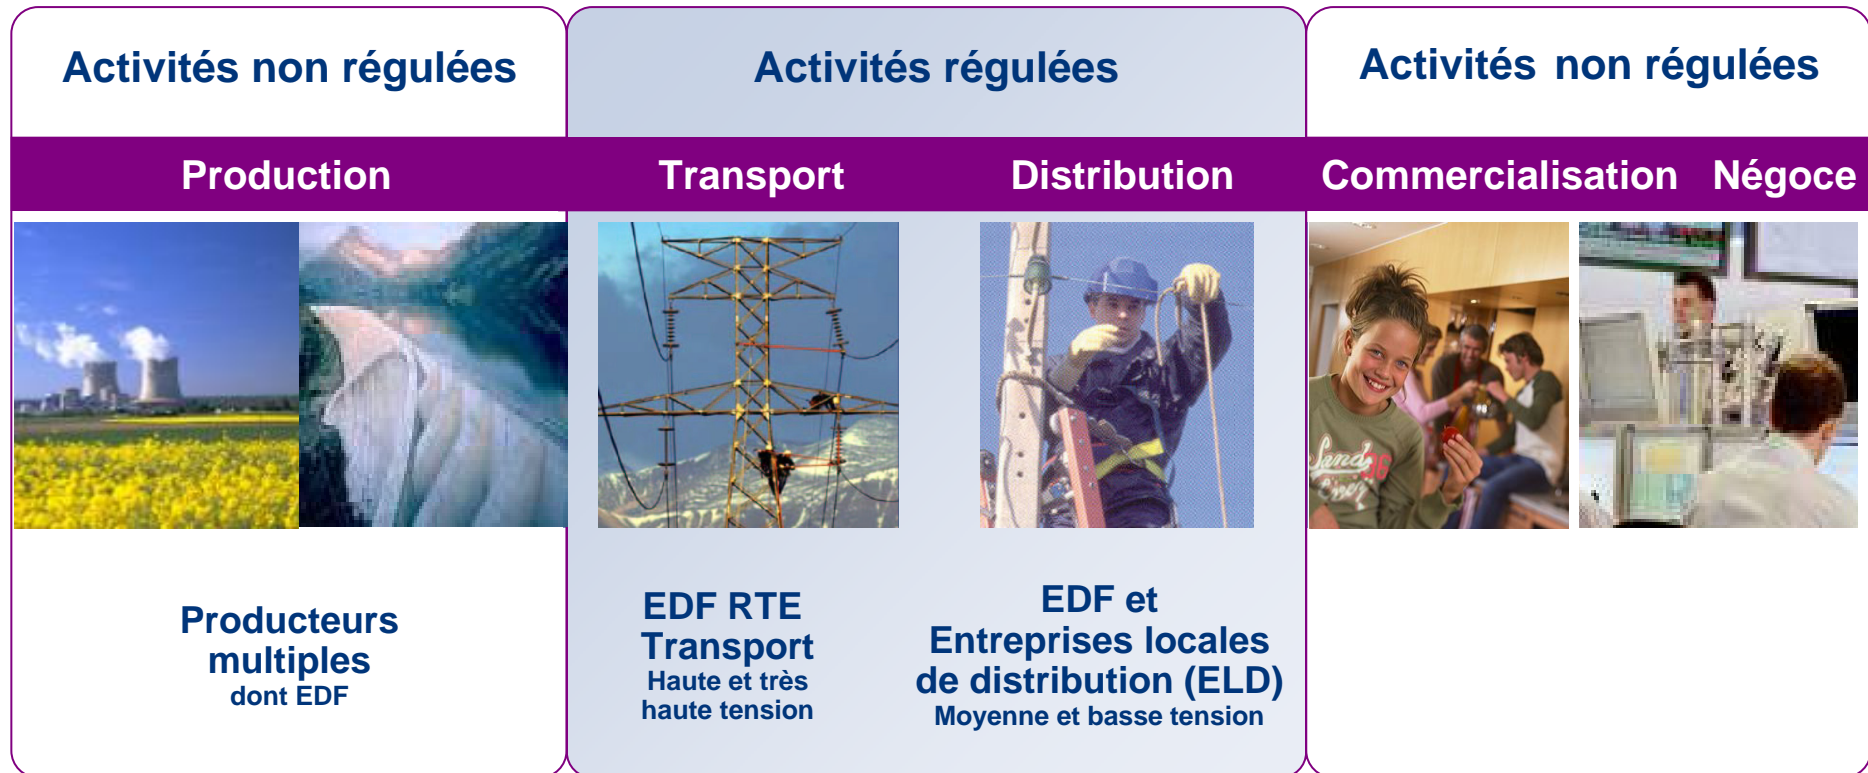 Activités non régulées
Activités régulées
Activités non régulées
Production
Transport
Distribution
Commercialisation
Négoce
Producteurs
multiples
dont EDF
EDF RTE
Transport
Haute et très
haute tension
EDF et
Entreprises locales
de distribution (ELD)
Moyenne et basse tension
Sand